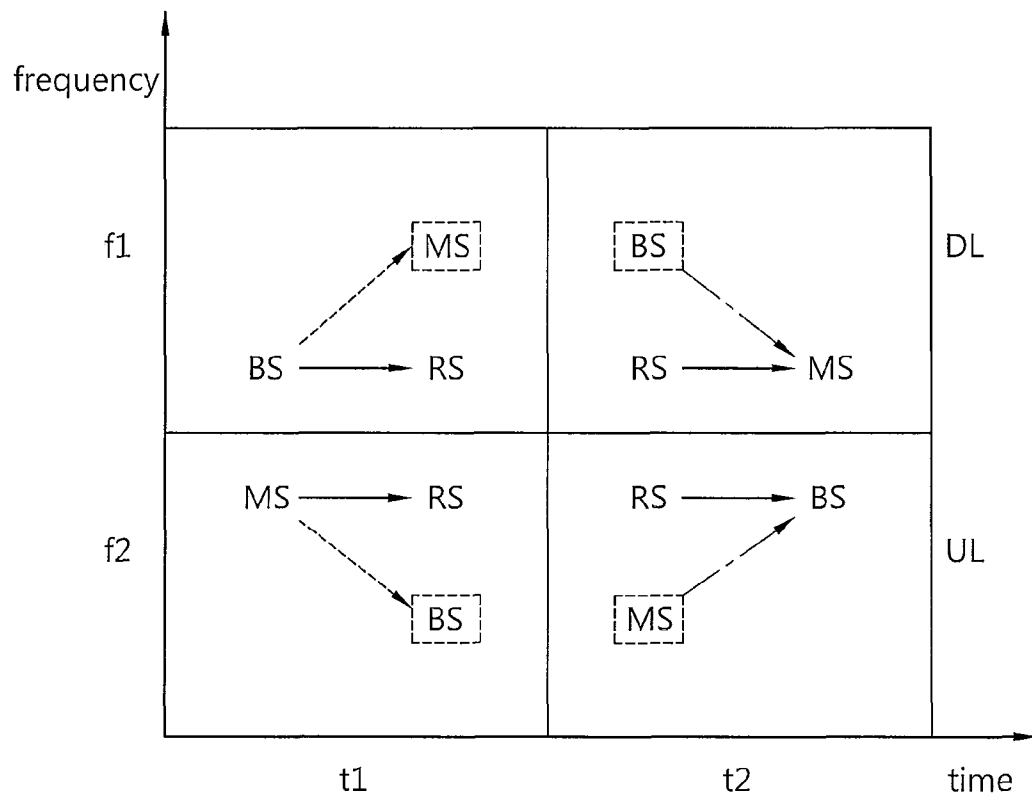 frequency
f1 MS BS DL
BS RS RS MS
MS RS RS BS
f2 UL
BS MS
t1 t2 time